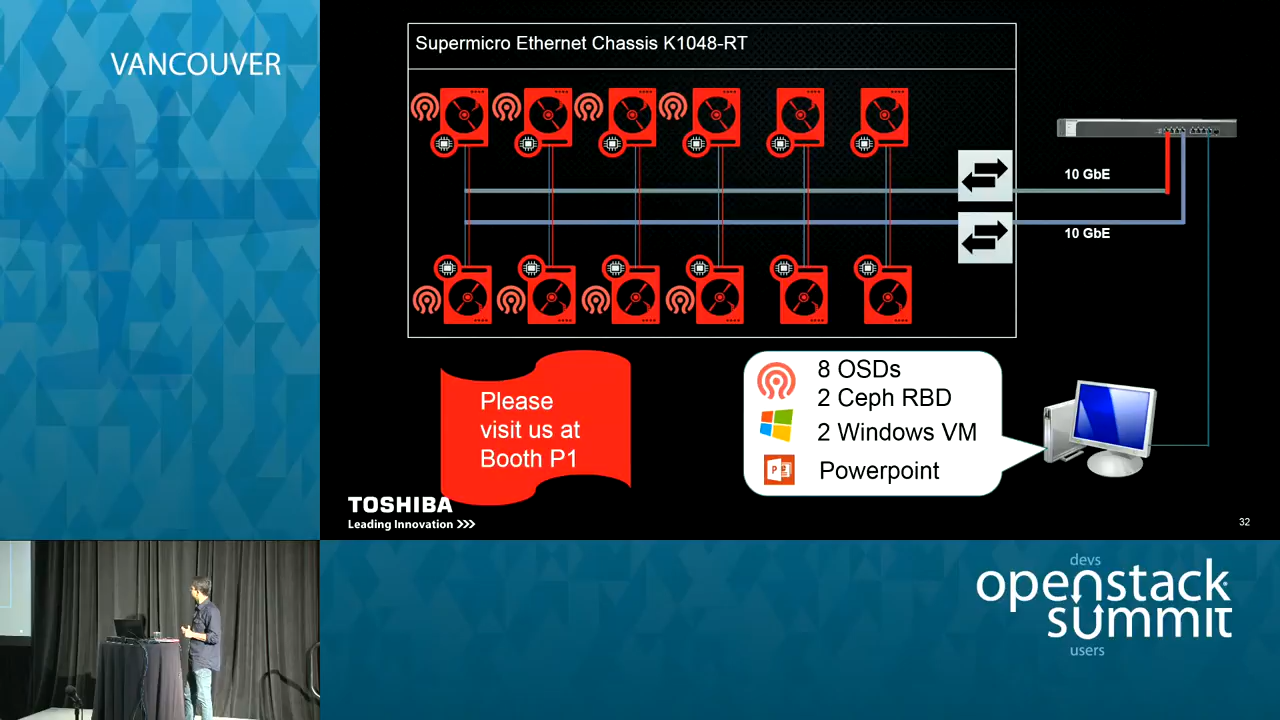 VANCOUVER
Supermicro Ethernet Chassis K1048-RT
10 GbE
10 GbE
Please
visit us at
Booth P1
8 OSDs
2 Ceph RBD
2 Windows VM
Powerpoint
TOSHIBA
Leading Innovation >>>
32
devs
openstack
summit
users